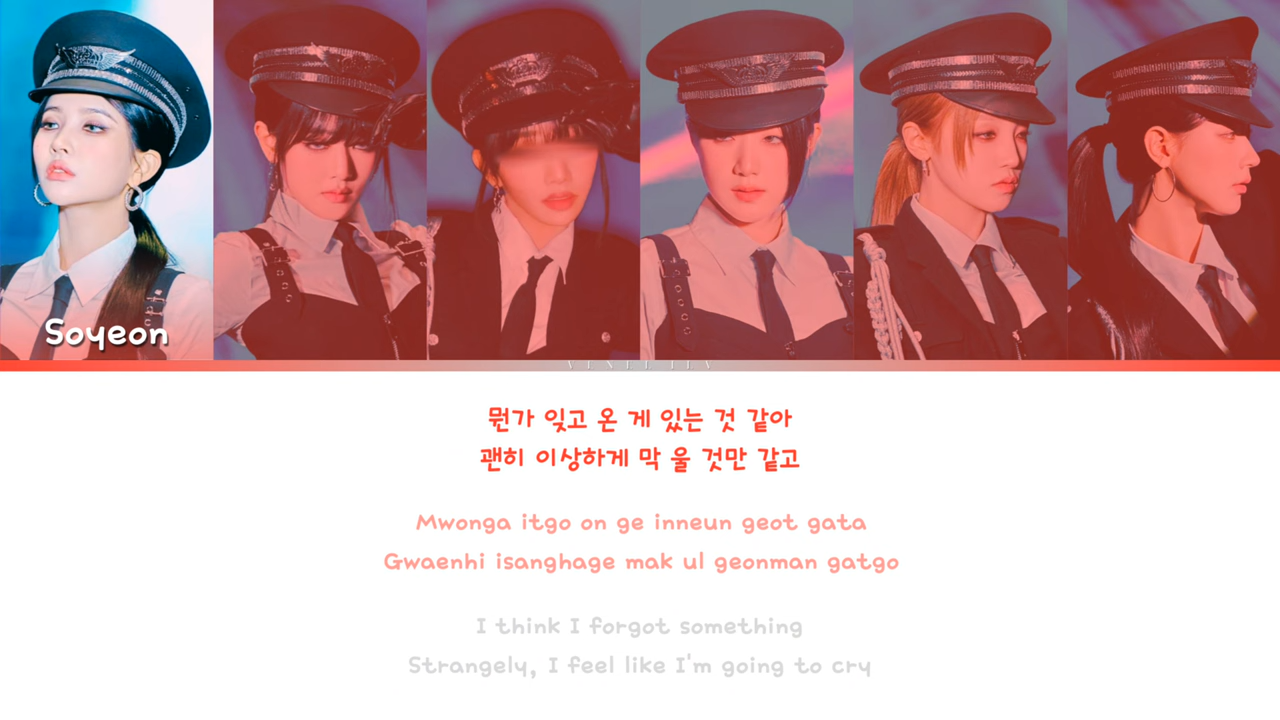 Soyeon
뭔가 잊고 온 게 있는 것 같아
괜히 이상하게 막 울 것만 같고
Mwonga itgo on ge inneun geot gata
Gwaenhi isanghage mak ul geonman gatgo
I think I forgot something
Strangely, I feel like I'm going to cry